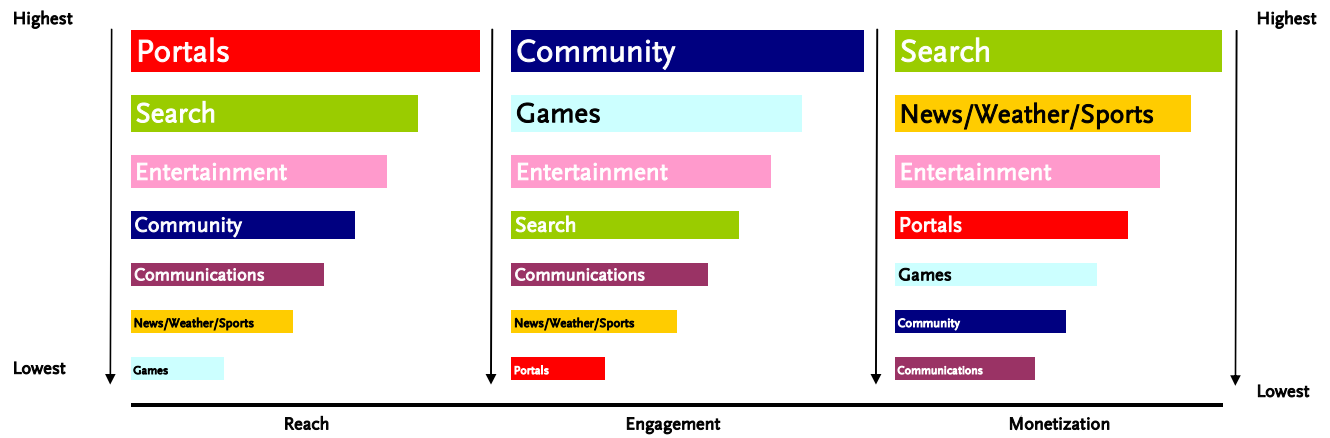 Highest
Highest
Portals
Community
Search
Search
Games
News/Weather/Sports
Entertainment
Entertainment
Entertainment
Community
Search
Portals
Communications
Communications
Games
News/Weather/Sports
News/Weather/Sports
Community
Lowest
Games
Portals
Communications
Lowest
Reach
Engagement
Monetization